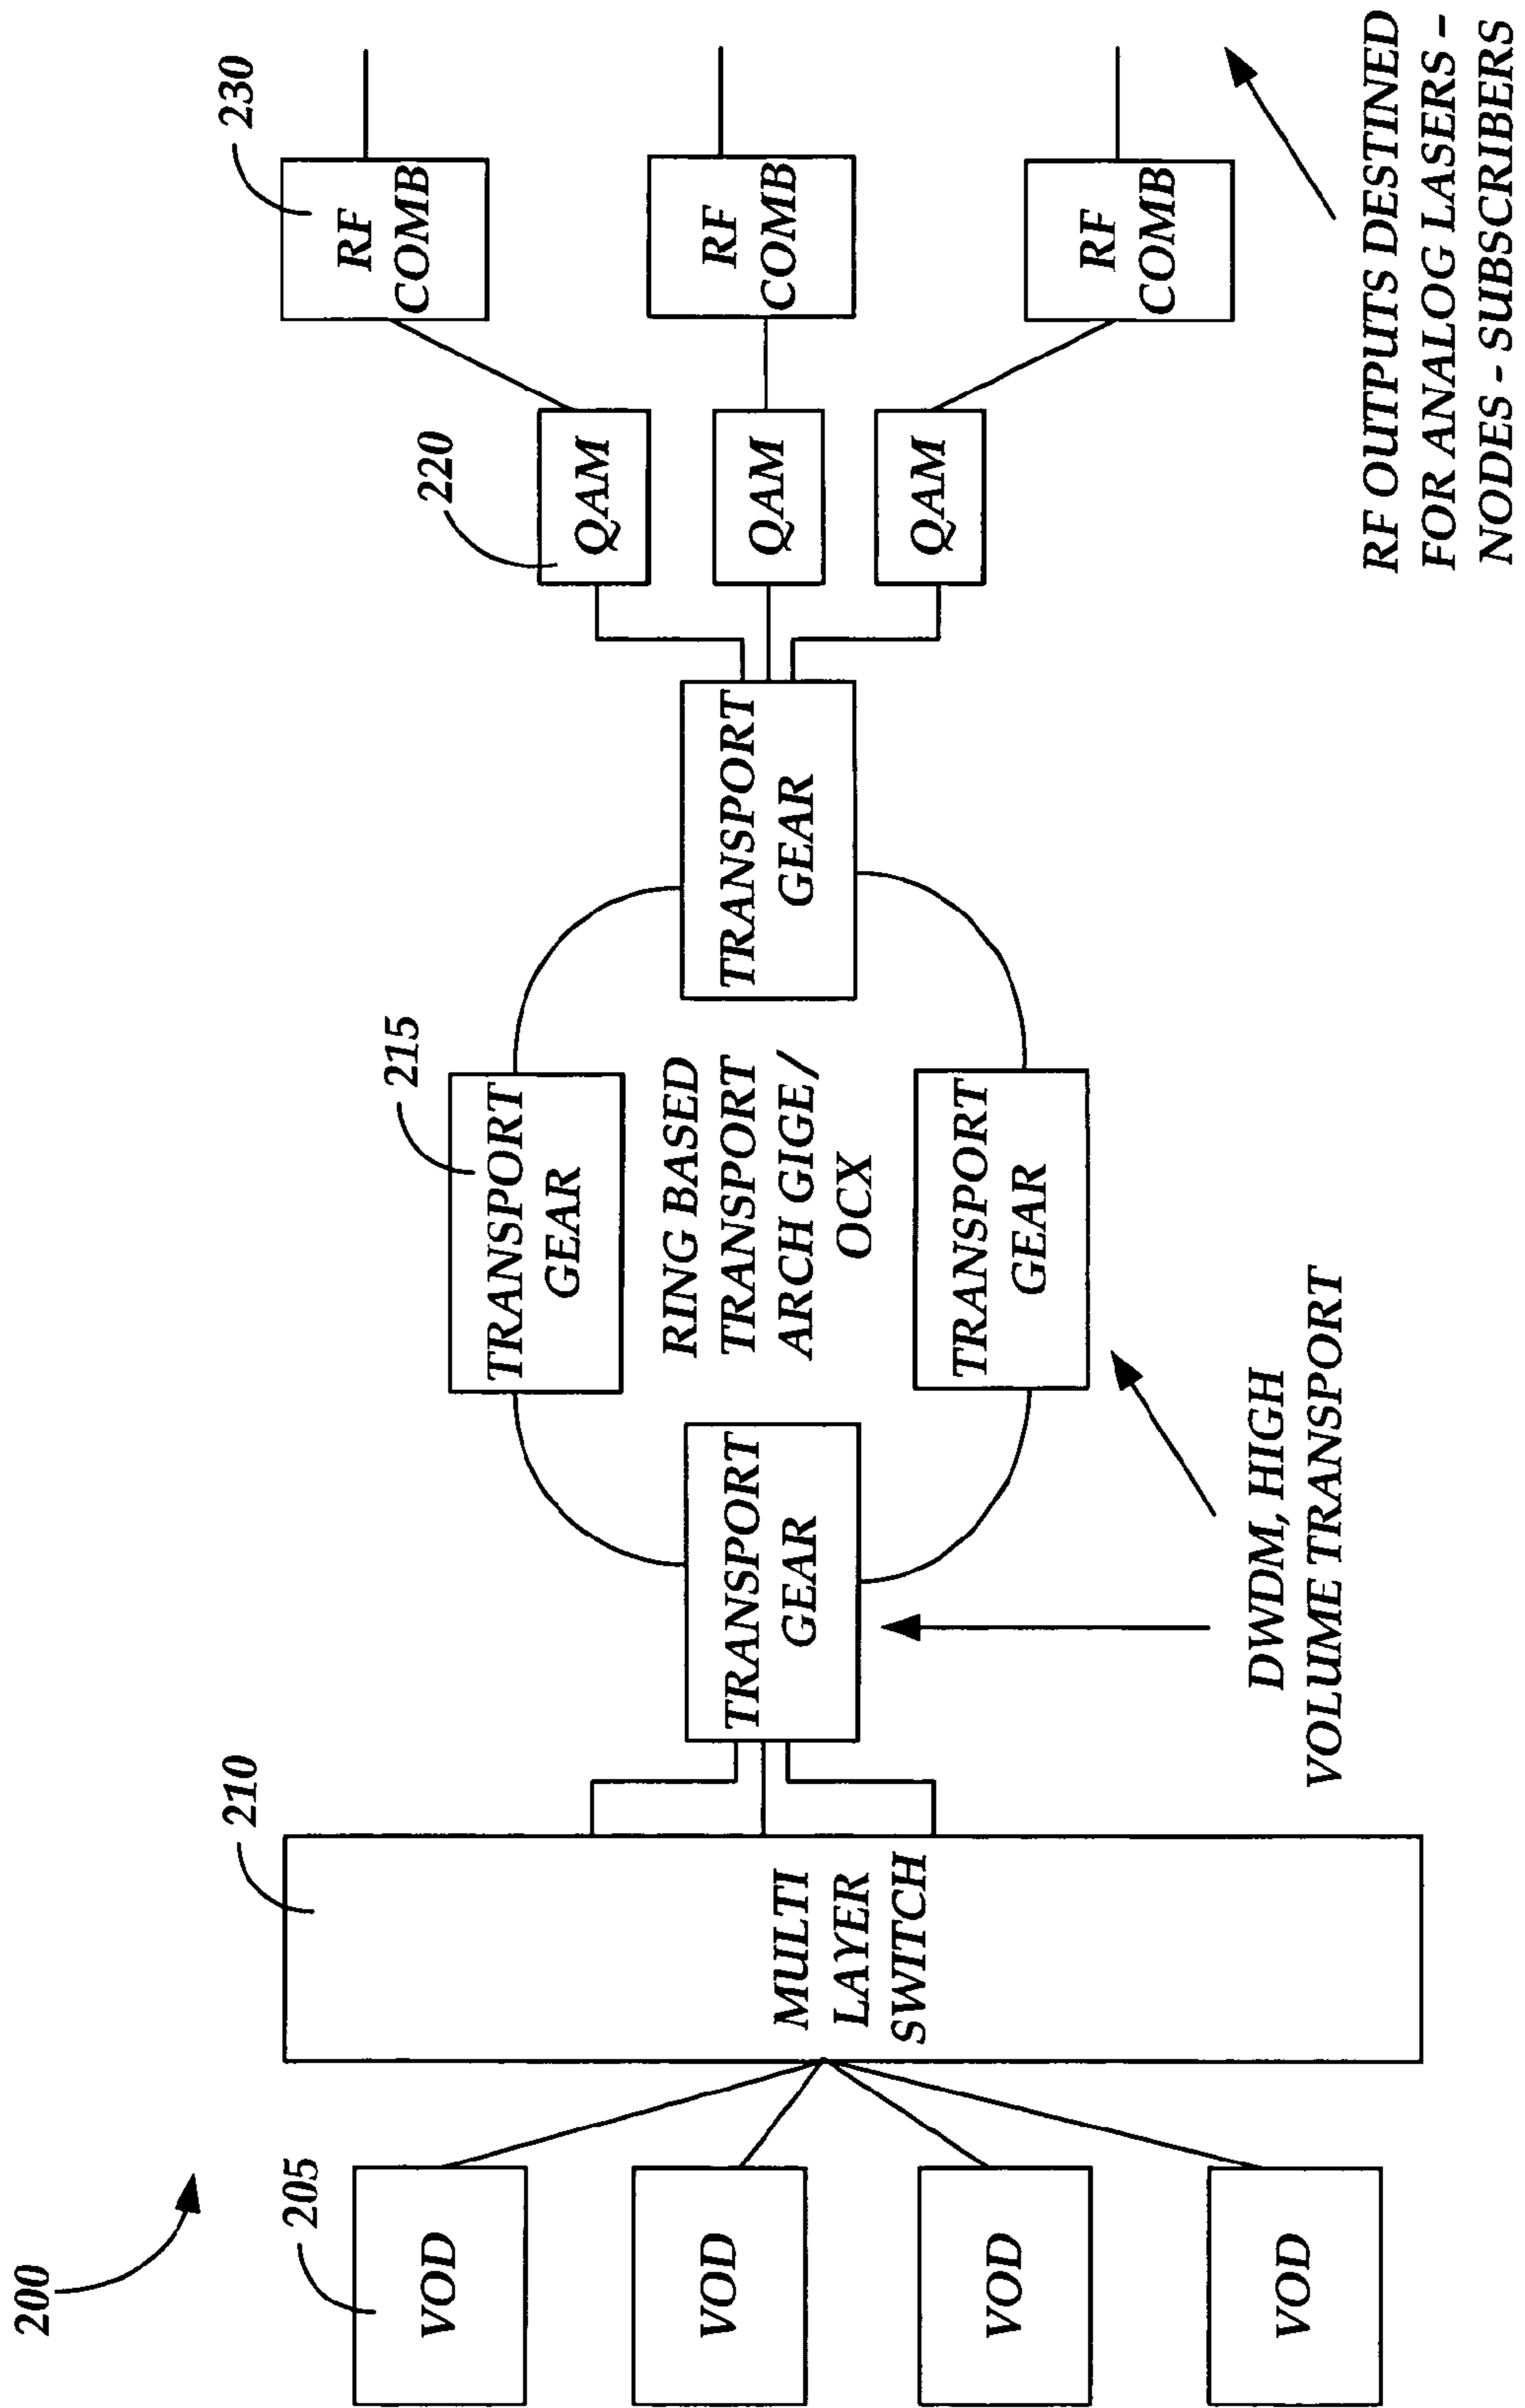 200
205
VOD
VOD
VOD
VOD
210
MULTI
LAYER
SWITCH
TRANSPORT
GEAR
215
TRANSPORT
GEAR
RING BASED
TRANSPORT
ARCH GIGE/
OCX
TRANSPORT
GEAR
DWDM, HIGH
VOLUME TRANSPORT
TRANSPORT
GEAR
220
QAM
QAM
QAM
230
RF
COMB
RF
COMB
RF
COMB
RF OUTPUTS DESTINED
FOR ANALOG LASERS -
NODES - SUBSCRIBERS